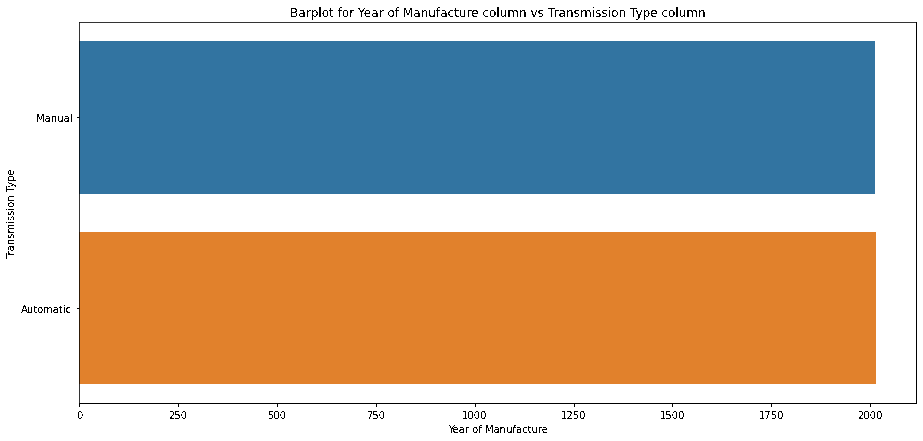 Barplot for Year of Manufacture column vs Transmission Type column
Manual
Transmission Type
Automatic
0 250 500 750 1000 1250 1500 1750 2000
Year of Manufacture